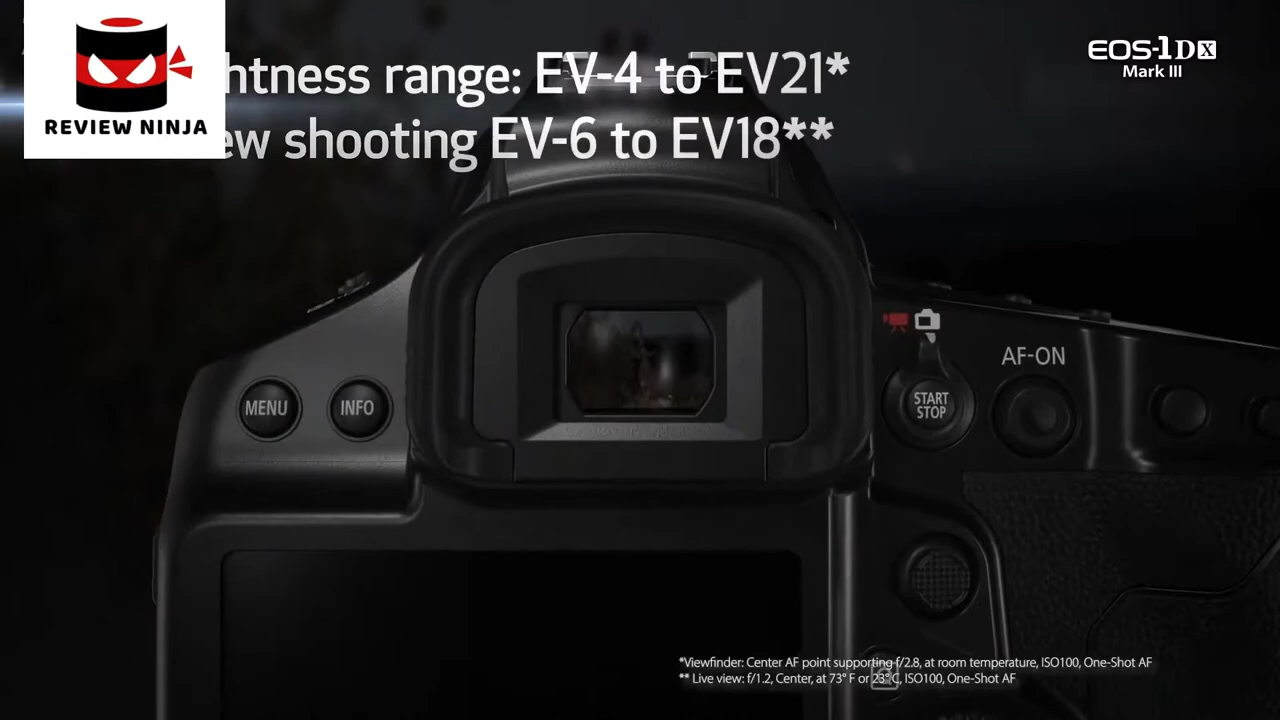 htness range: EV-4 to EV21*
ew shooting EV-6 to EV18**
REVIEW NINJA
EOS-1DX
Mark III
MENU
INFO
START
STOP
AF-ON
*Viewfinder: Center AF point supporting f/2.8, at room temperature, ISO100, One-Shot AF
** Live view: f/1.2, Center, at 73° F or 23° C, ISO100, One-Shot AF